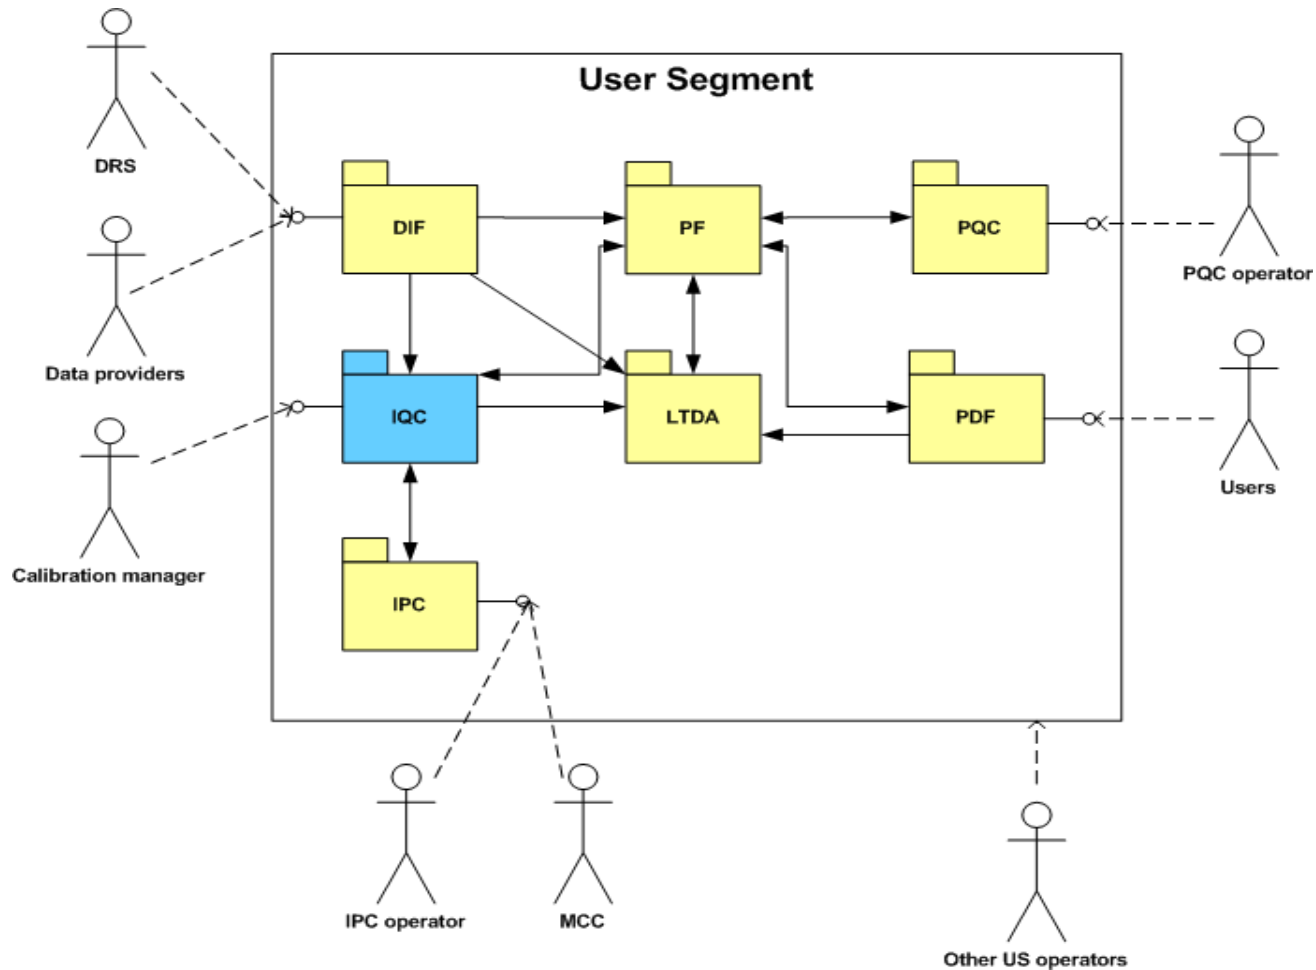 User Segment
DRS
DIF
PF
PQC
PQC operator
Data providers
IQC
LTDA
PDF
Users
Calibration manager
IPC
IPC operator
MCC
Other US operators